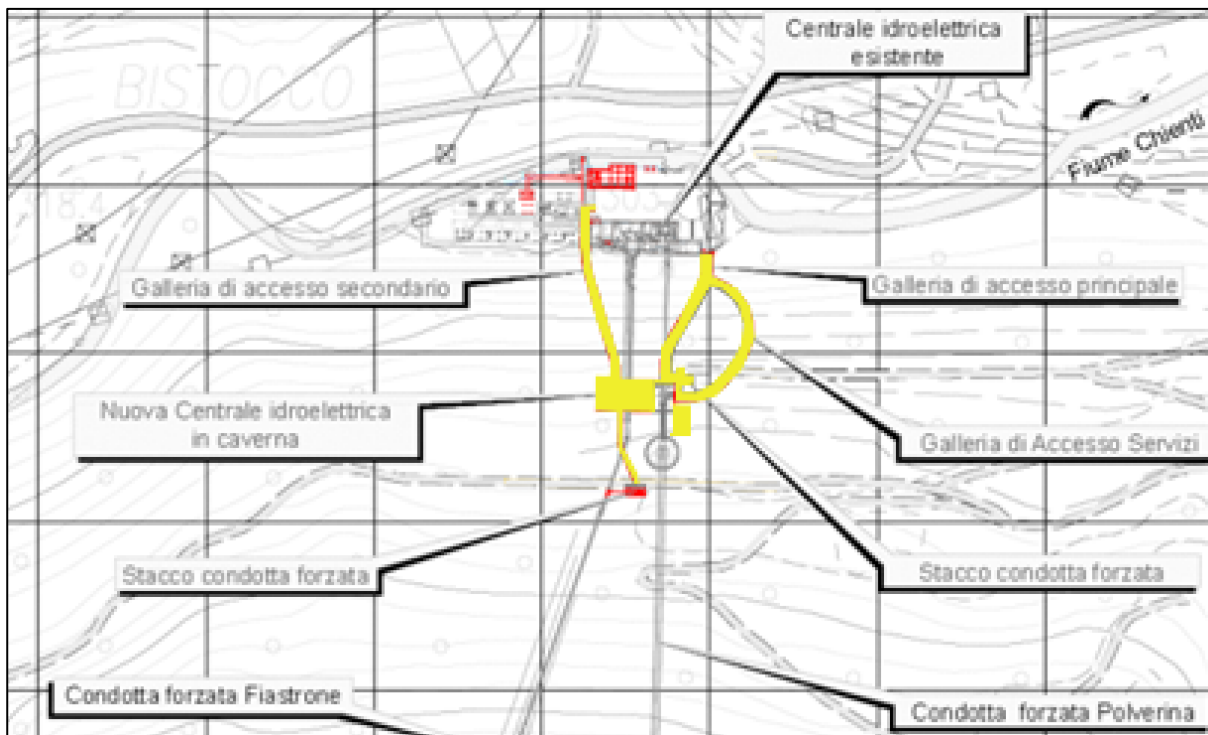 Centrale idroelettrica
esistente
BISTOCCO
Fiume Chienti
Galleria di accesso secondario
Galleria di accesso principale
Nuova Centrale idroelettrica
in caverna
Galleria di Accesso Servizi
Stacco condotta forzata
Stacco condotta forzata
Condotta forzata Fiastrone
Condotta forzata Polverina